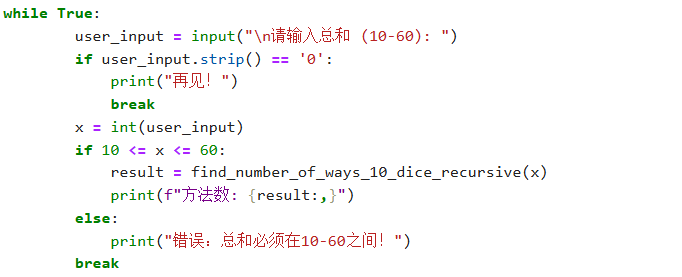 while True:
        user_input = input("\n请输入总和 (10-60): ")
        if user_input.strip() == '0':
            print("再见！")
            break
        x = int(user_input)
        if 10 <= x <= 60:
            result = find_number_of_ways_10_dice_recursive(x)
            print(f"方法数: {result:,}")
        else:
            print("错误：总和必须在10-60之间！")
        break